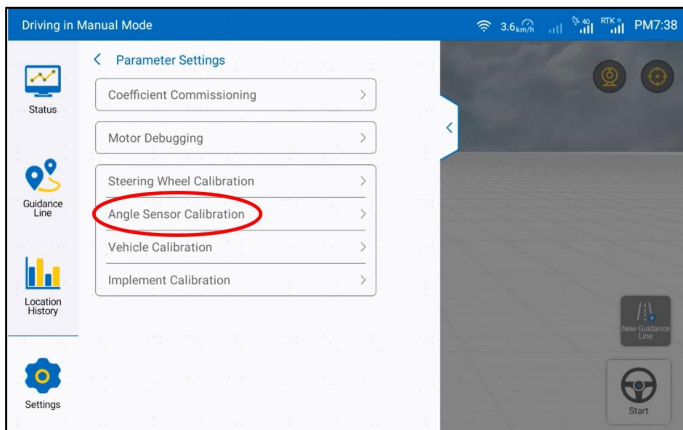 Driving in Manual Mode
3.6km/h
40
RTK
PM7:38
Status
Guidance
Line
Location
History
Settings
Parameter Settings
Coefficient Commissioning
Motor Debugging
Steering Wheel Calibration
Angle Sensor Calibration
Vehicle Calibration
Implement Calibration
New Guidance
Line
Start